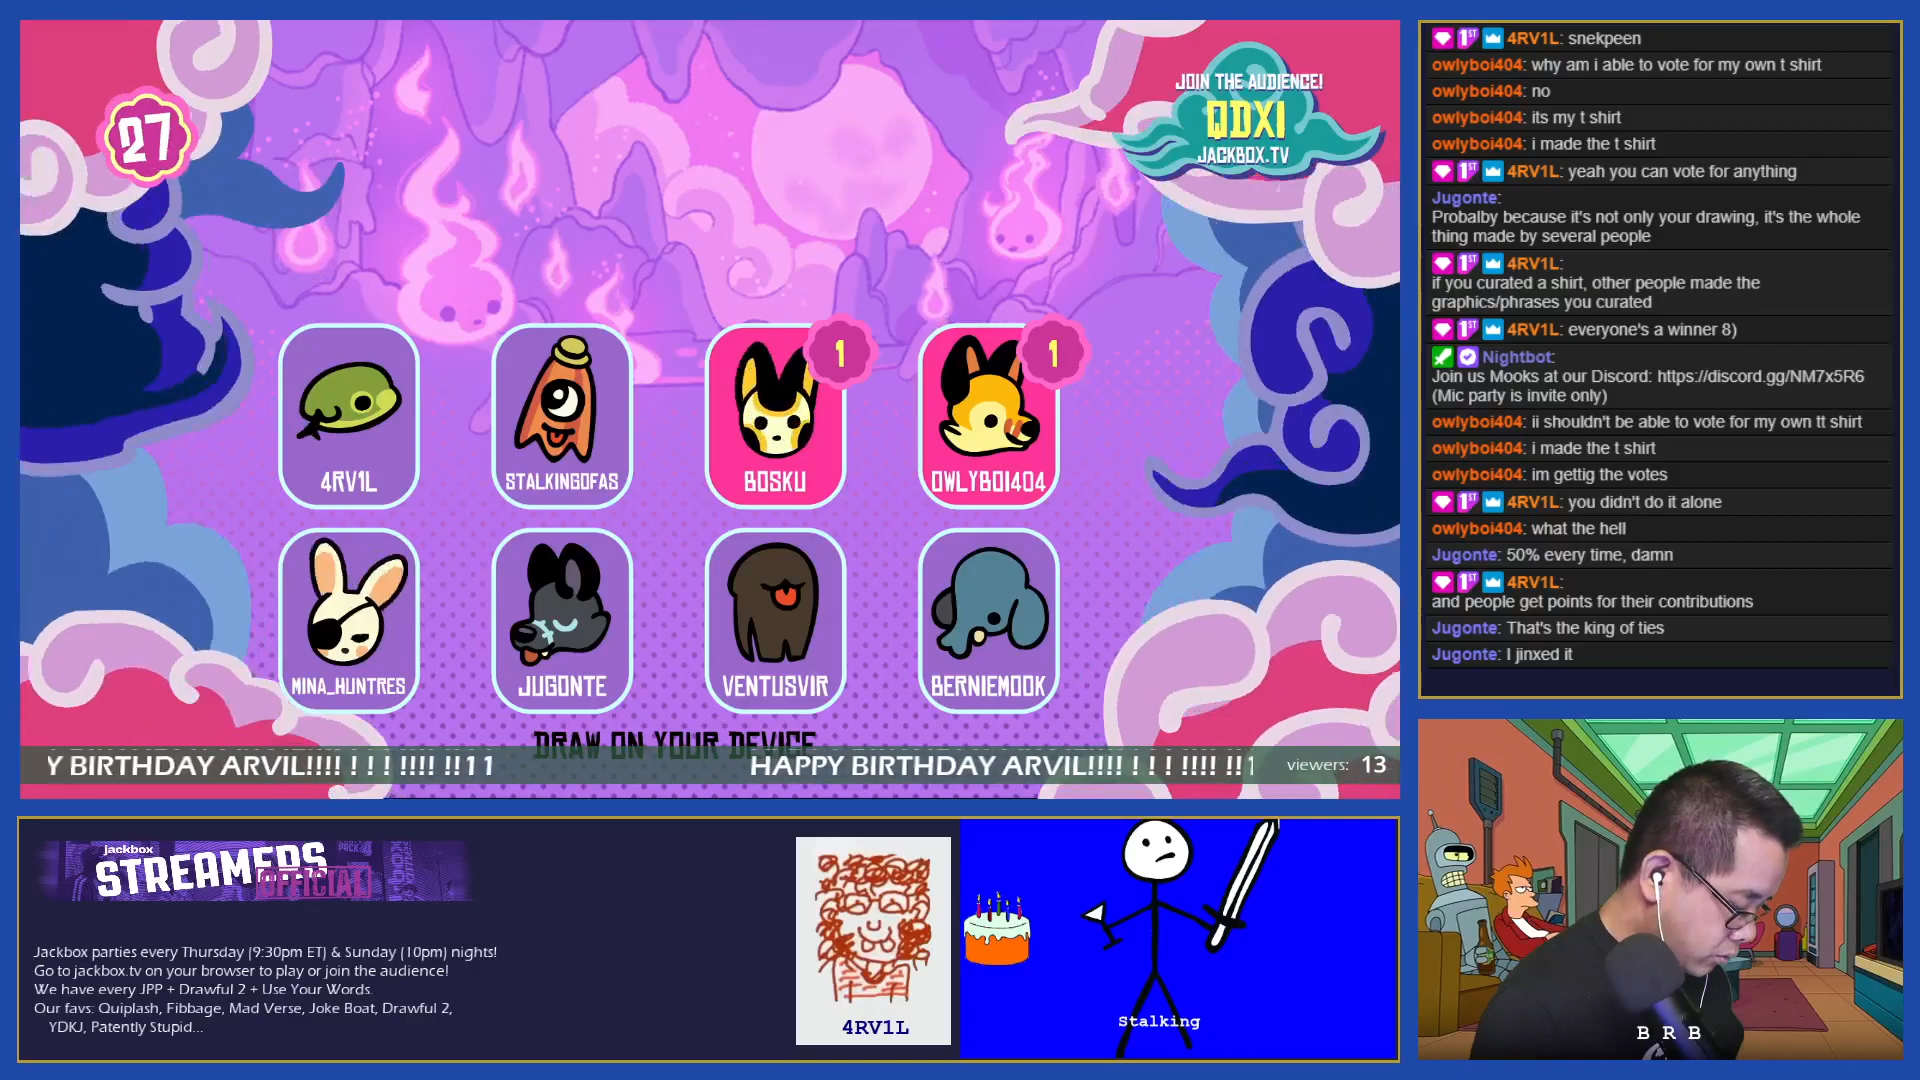 27
JOIN THE AUDIENCE!
QDXI
JACKBOX.TV
1
1
4RV1L
STALKINGOFAS
BOSKU
OWLYBOI404
MINA_HUNTRES
JUGONTE
VENTUSVIR
BERNIEMOOK
DRAW ON YOUR DEVICE
Y BIRTHDAY ARVIL!!!! ! ! ! !!!! !!11
HAPPY BIRTHDAY ARVIL!!!! ! ! ! !!!! !!1
viewers: 13
4RV1L: snekpeen
owlyboi404: why am i able to vote for my own t shirt
owlyboi404: no
owlyboi404: its my t shirt
owlyboi404: i made the t shirt
4RV1L: yeah you can vote for anything
Jugonte:
Probalby because it's not only your drawing, it's the whole
thing made by several people
4RV1L:
if you curated a shirt, other people made the
graphics/phrases you curated
4RV1L: everyone's a winner 8)
Nightbot:
Join us Mooks at our Discord: https://discord.gg/NM7x5R6
(Mic party is invite only)
owlyboi404: ii shouldn't be able to vote for my own tt shirt
owlyboi404: i made the t shirt
owlyboi404: im gettig the votes
4RV1L: you didn't do it alone
owlyboi404: what the hell
Jugonte: 50% every time, damn
4RV1L:
and people get points for their contributions
Jugonte: That's the king of ties
Jugonte: I jinxed it
jackbox
STREAMERS
OFFICIAL
Jackbox parties every Thursday (9:30pm ET) & Sunday (10pm) nights!
Go to jackbox.tv on your browser to play or join the audience!
We have every JPP + Drawful 2 + Use Your Words.
Our favs: Quiplash, Fibbage, Mad Verse, Joke Boat, Drawful 2,
YDKJ, Patently Stupid...
4RV1L
Stalking
B R B